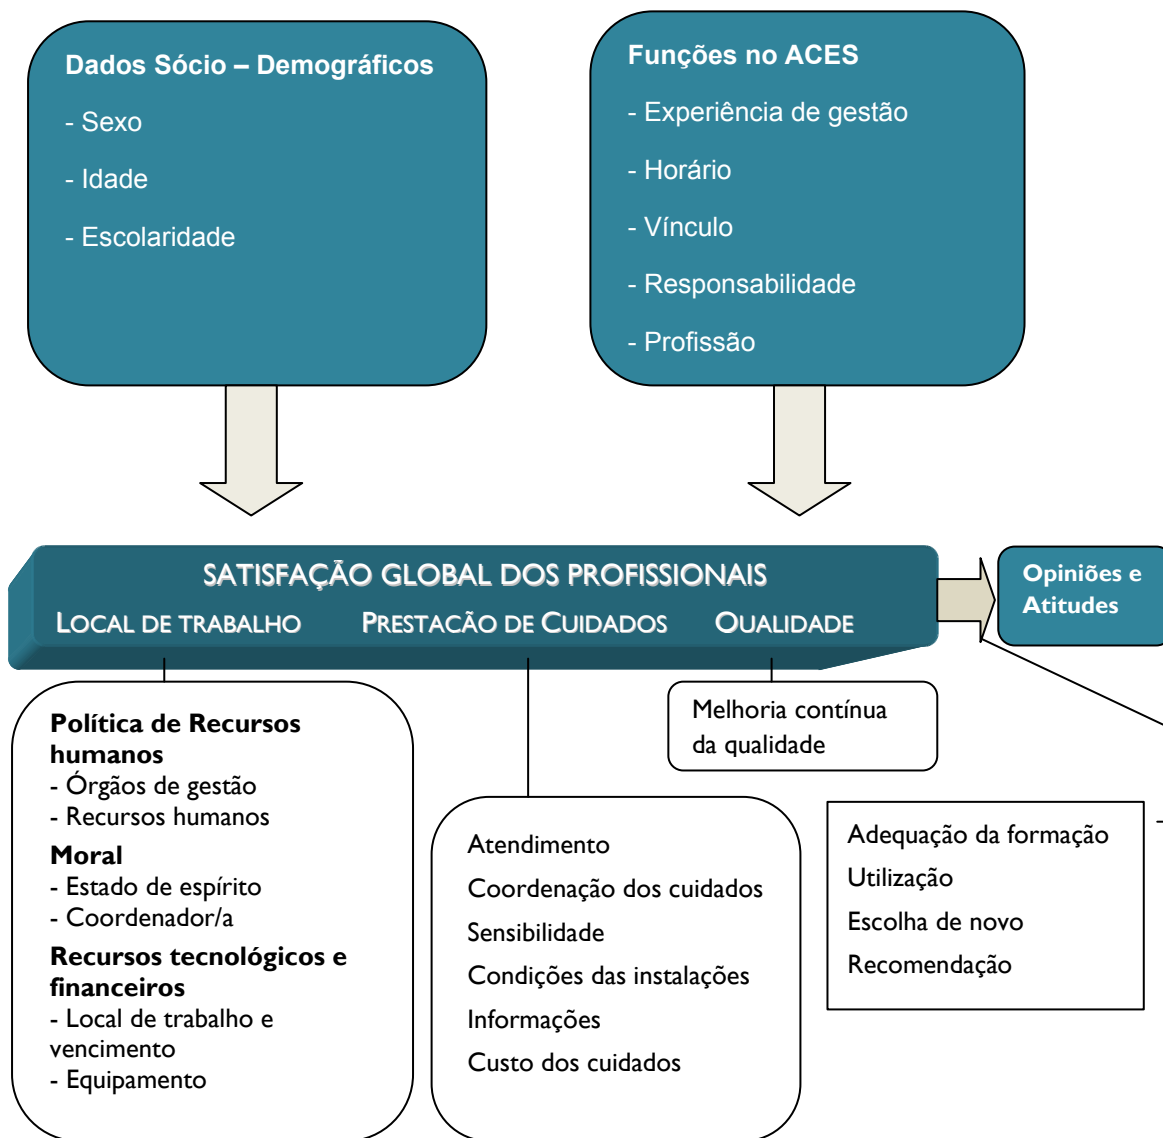 Dados Sócio – Demográficos
- Sexo
- Idade
- Escolaridade
Funções no ACES
- Experiência de gestão
- Horário
- Vínculo
- Responsabilidade
- Profissão
SATISFAÇÃO GLOBAL DOS PROFISSIONAIS
LOCAL DE TRABALHO PRESTAÇÃO DE CUIDADOS QUALIDADE
Opiniões e
Atitudes
Política de Recursos
humanos
- Órgãos de gestão
- Recursos humanos
Moral
- Estado de espírito
- Coordenador/a
Recursos tecnológicos e
financeiros
- Local de trabalho e
vencimento
- Equipamento
Atendimento
Coordenação dos cuidados
Sensibilidade
Condições das instalações
Informações
Custo dos cuidados
Melhoria contínua
da qualidade
Adequação da formação
Utilização
Escolha de novo
Recomendação